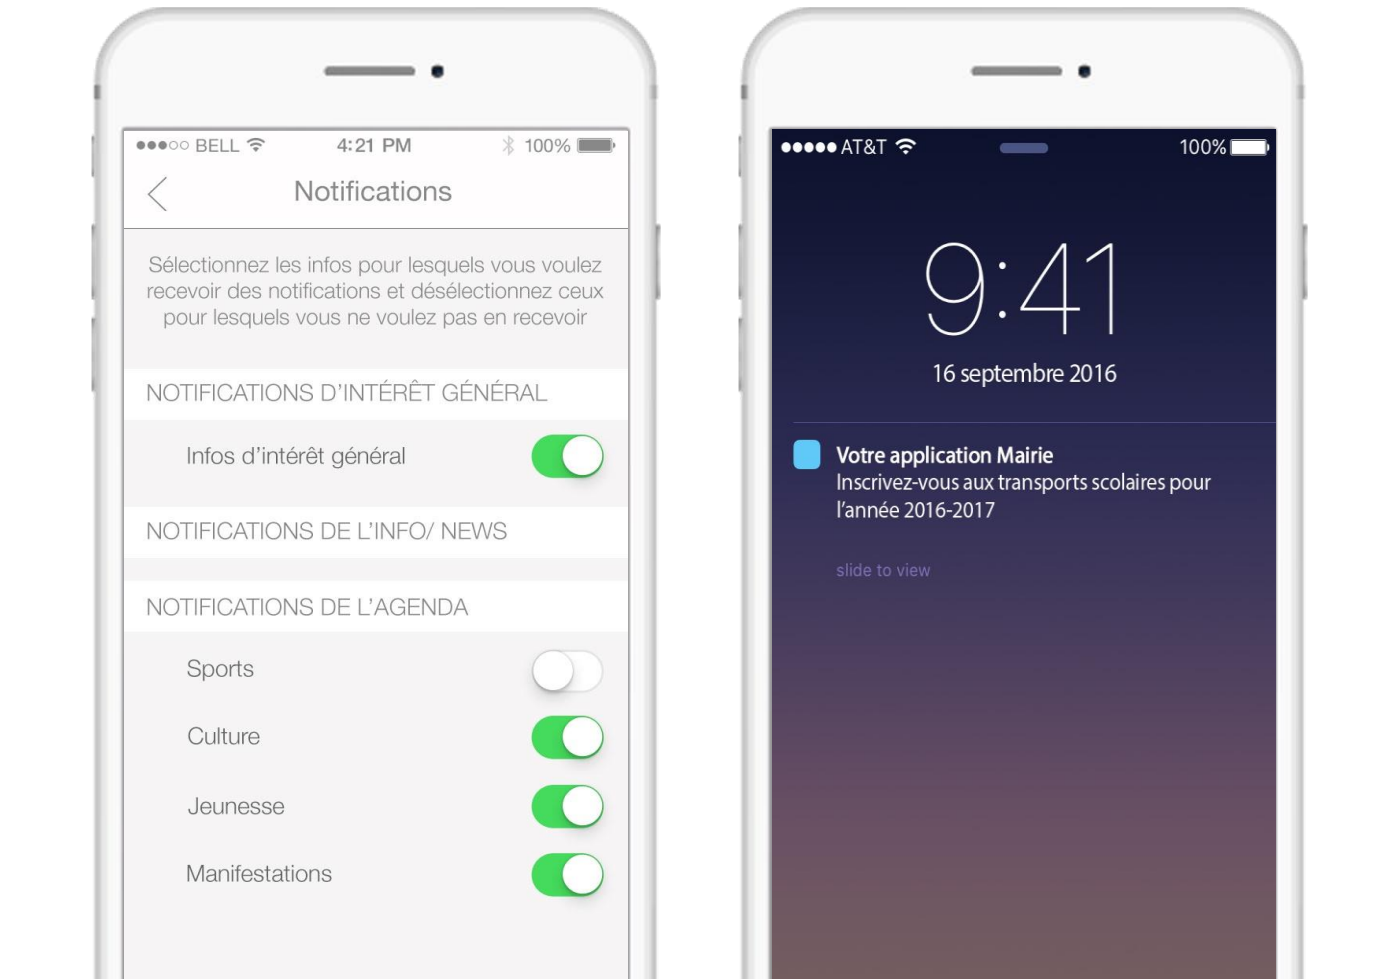 BELL 4:21 PM 100%
Notifications
Sélectionnez les infos pour lesquels vous voulez
recevoir des notifications et désélectionnez ceux
pour lesquels vous ne voulez pas en recevoir
NOTIFICATIONS D’INTÉRÊT GÉNÉRAL
Infos d’intérêt général
NOTIFICATIONS DE L’INFO/ NEWS
NOTIFICATIONS DE L’AGENDA
Sports
Culture
Jeunesse
Manifestations
AT&T 100%
9:41
16 septembre 2016
Votre application Mairie
Inscrivez-vous aux transports scolaires pour
l’année 2016-2017
slide to view